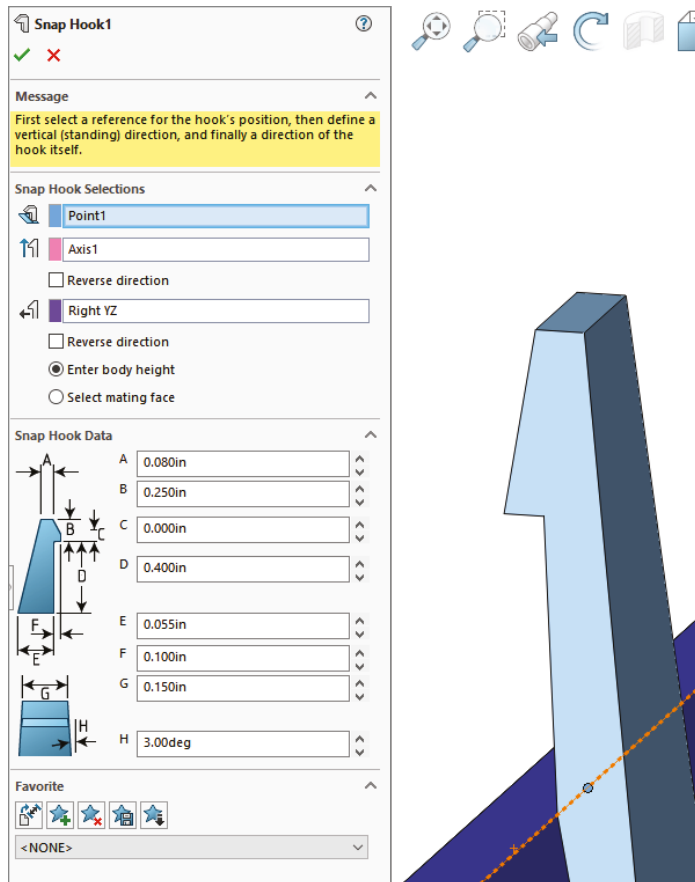 Snap Hook1
Message
First select a reference for the hook's position, then define a
vertical (standing) direction, and finally a direction of the
hook itself.
Snap Hook Selections
Point1
Axis1
Reverse direction
Right YZ
Reverse direction
Enter body height
Select mating face
Snap Hook Data
A
B
C
D
F
E
G
H
A 0.080in
B 0.250in
C 0.000in
D 0.400in
E 0.055in
F 0.100in
G 0.150in
H 3.00deg
Favorite
<NONE>